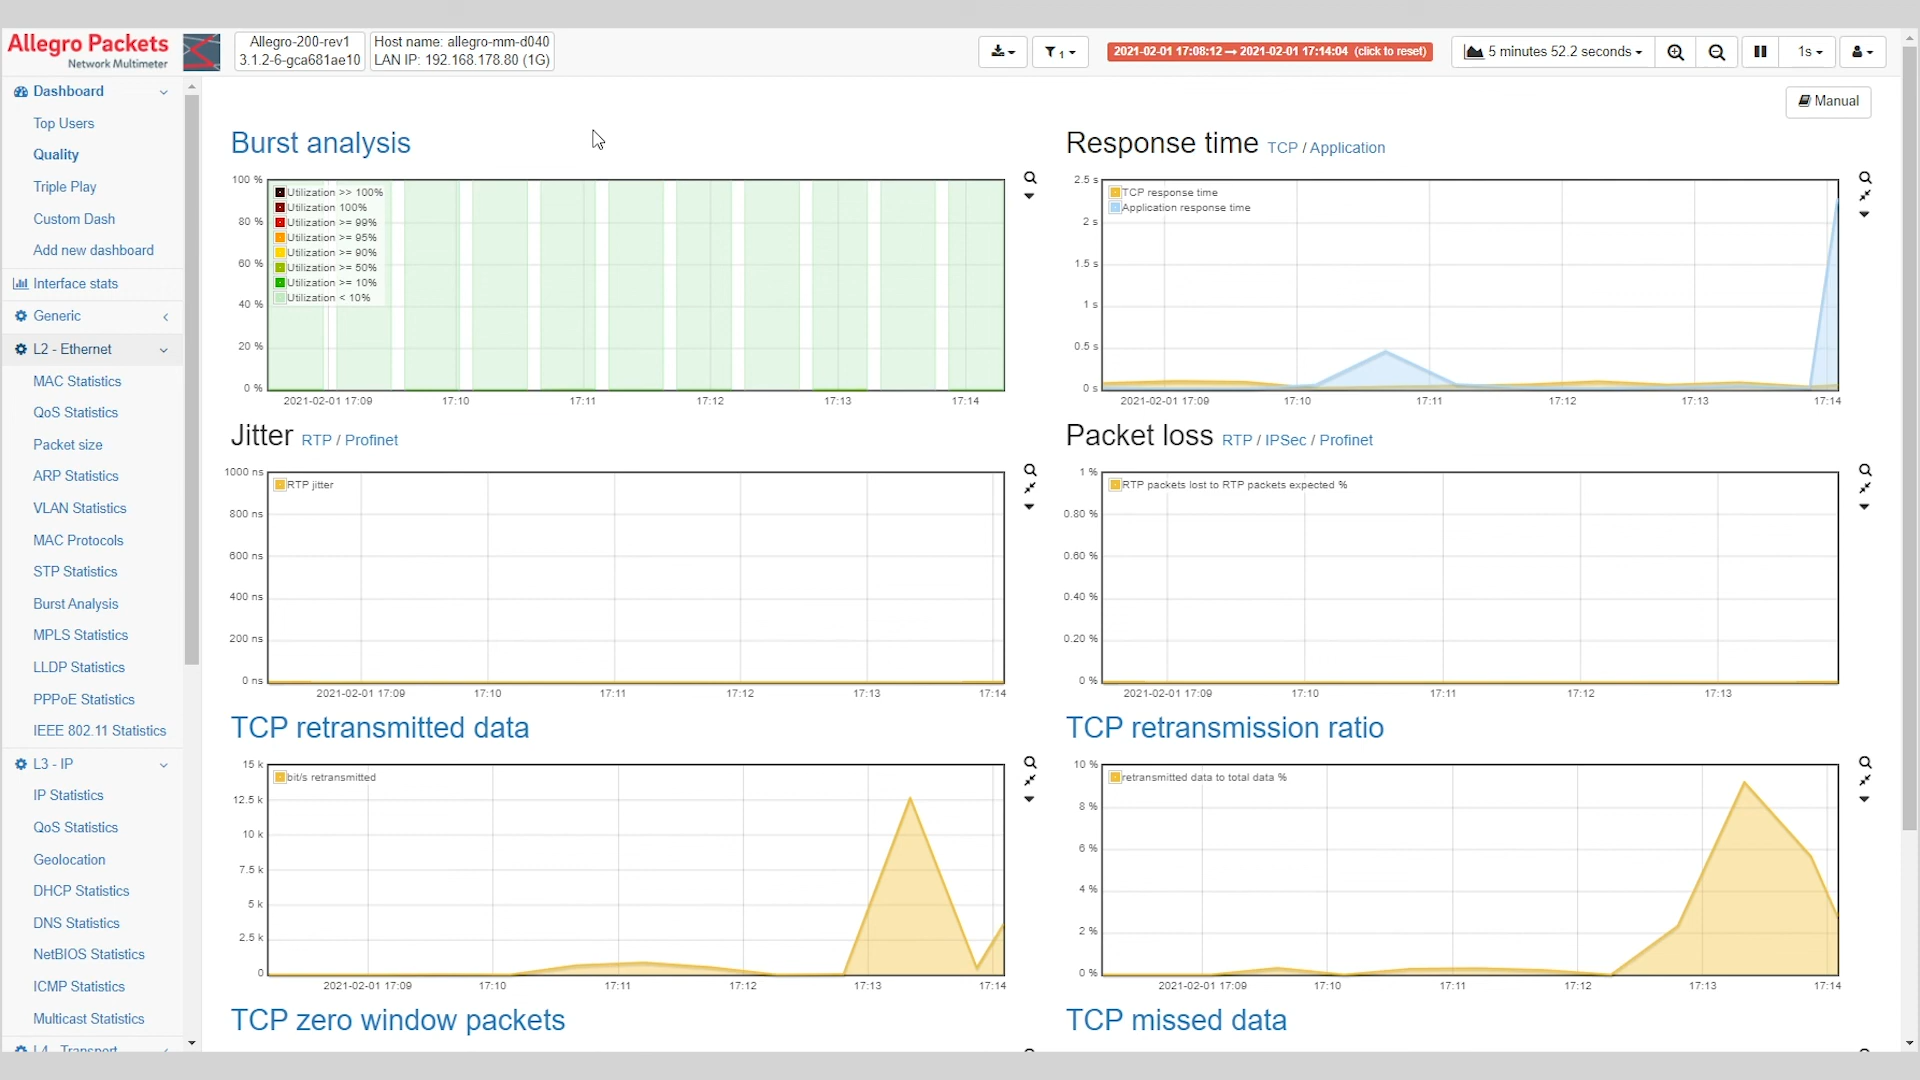 Allegro Packets
Network Multimeter
Allegro-200-rev1
3.1.2-6-gca681ae10
Host name: allegro-mm-d040
LAN IP: 192.168.178.80 (1G)
1
2021-02-01 17:08:12 → 2021-02-01 17:14:04 (click to reset)
5 minutes 52.2 seconds
1s
Manual
Dashboard
Top Users
Quality
Triple Play
Custom Dash
Add new dashboard
Interface stats
Generic
L2 - Ethernet
MAC Statistics
QoS Statistics
Packet size
ARP Statistics
VLAN Statistics
MAC Protocols
STP Statistics
Burst Analysis
MPLS Statistics
LLDP Statistics
PPPoE Statistics
IEEE 802.11 Statistics
L3 - IP
IP Statistics
QoS Statistics
Geolocation
DHCP Statistics
DNS Statistics
NetBIOS Statistics
ICMP Statistics
Multicast Statistics
L4 - Transport
Burst analysis
100 %
80 %
60 %
40 %
20 %
0 %
Utilization >> 100%
Utilization 100%
Utilization >= 99%
Utilization >= 95%
Utilization >= 90%
Utilization >= 50%
Utilization >= 10%
Utilization < 10%
2021-02-01 17:09 17:10 17:11 17:12 17:13 17:14
Response time TCP / Application
2.5 s
2 s
1.5 s
1 s
0.5 s
0 s
TCP response time
Application response time
2021-02-01 17:09 17:10 17:11 17:12 17:13 17:14
Jitter RTP / Profinet
1000 ns
800 ns
600 ns
400 ns
200 ns
0 ns
RTP jitter
2021-02-01 17:09 17:10 17:11 17:12 17:13 17:14
Packet loss RTP / IPSec / Profinet
1 %
0.80 %
0.60 %
0.40 %
0.20 %
0 %
RTP packets lost to RTP packets expected %
2021-02-01 17:09 17:10 17:11 17:12 17:13
TCP retransmitted data
15 k
12.5 k
10 k
7.5 k
5 k
2.5 k
0
bit/s retransmitted
2021-02-01 17:09 17:10 17:11 17:12 17:13 17:14
TCP retransmission ratio
10 %
8 %
6 %
4 %
2 %
0 %
retransmitted data to total data %
2021-02-01 17:09 17:10 17:11 17:12 17:13 17:14
TCP zero window packets
TCP missed data